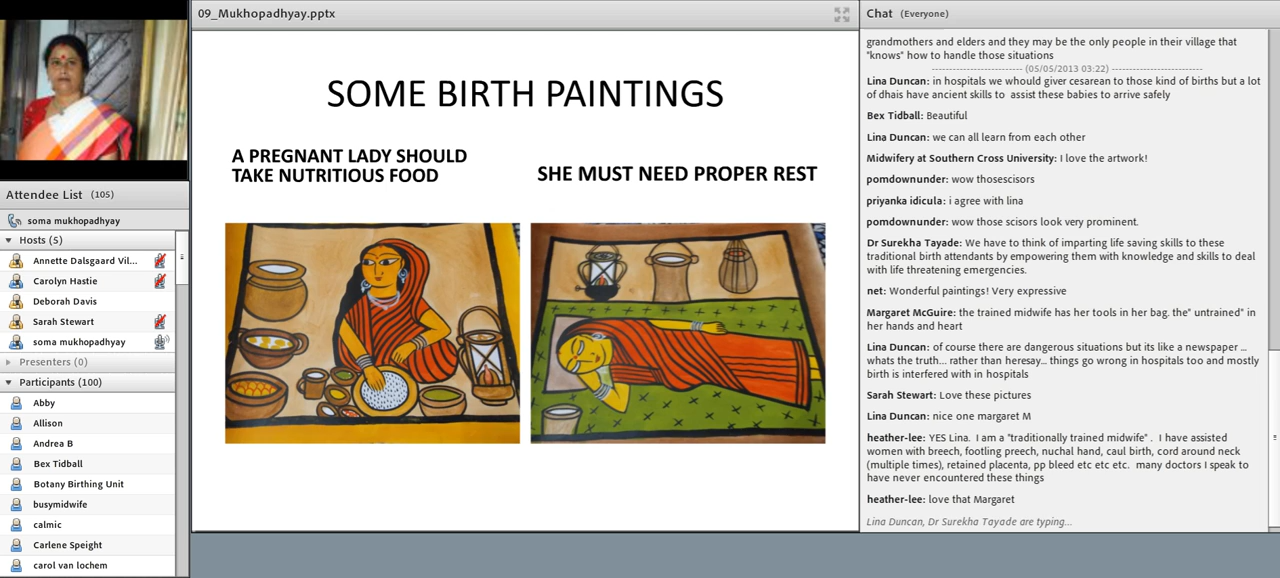 09_Mukhopadhyay.pptx
SOME BIRTH PAINTINGS
A PREGNANT LADY SHOULD
TAKE NUTRITIOUS FOOD
SHE MUST NEED PROPER REST
Attendee List (105)
soma mukhopadhyay
Hosts (5)
Annette Dalsgaard Vil...
Carolyn Hastie
Deborah Davis
Sarah Stewart
soma mukhopadhyay
Presenters (0)
Participants (100)
Abby
Allison
Andrea B
Bex Tidball
Botany Birthing Unit
busymidwife
calmic
Carlene Speight
carol van lochem
Chat (Everyone)
grandmothers and elders and they may be the only people in their village that
"knows" how to handle those situations
------------------------- (05/05/2013 03:22) -------------------------
Lina Duncan: in hospitals we whould giver cesarean to those kind of births but a lot
of dhais have ancient skills to assist these babies to arrive safely
Bex Tidball: Beautiful
Lina Duncan: we can all learn from each other
Midwifery at Southern Cross University: I love the artwork!
pomdownunder: wow thosescisors
priyanka idicula: i agree with lina
pomdownunder: wow those scisors look very prominent.
Dr Surekha Tayade: We have to think of imparting life saving skills to these
traditional birth attendants by empowering them with knowledge and skills to deal
with life threatening emergencies.
net: Wonderful paintings! Very expressive
Margaret McGuire: the trained midwife has her tools in her bag. the" untrained" in
her hands and heart
Lina Duncan: of course there are dangerous situations but its like a newspaper ...
whats the truth... rather than heresay... things go wrong in hospitals too and mostly
birth is interfered with in hospitals
Sarah Stewart: Love these pictures
Lina Duncan: nice one margaret M
heather-lee: YES Lina. I am a "traditionally trained midwife" . I have assisted
women with breech, footling preech, nuchal hand, caul birth, cord around neck
(multiple times), retained placenta, pp bleed etc etc etc. many doctors I speak to
have never encountered these things
heather-lee: love that Margaret
Lina Duncan, Dr Surekha Tayade are typing...